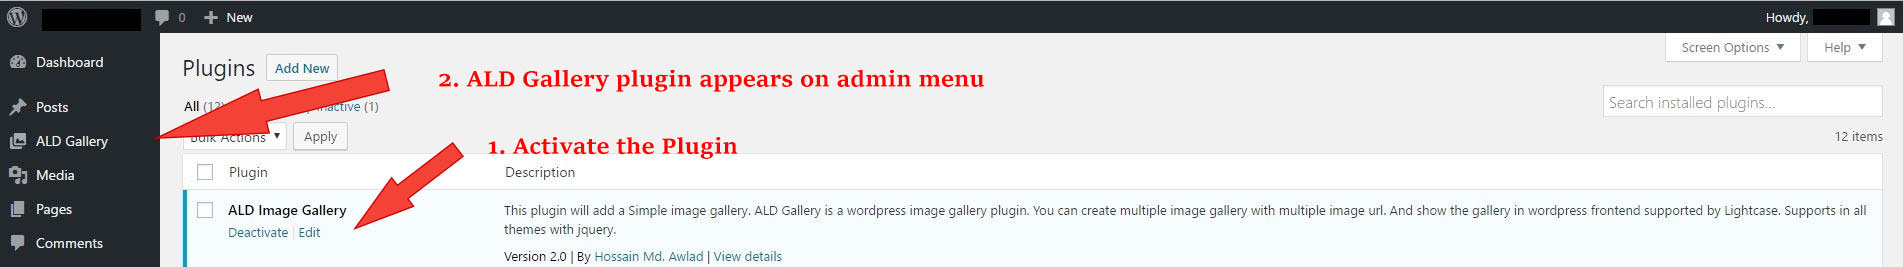 0
New
Howdy,
Dashboard
Posts
ALD Gallery
Media
Pages
Comments
Screen Options ▼
Help ▼
Plugins
Add New
2. ALD Gallery plugin appears on admin menu
All (12)
Inactive (1)
Search installed plugins...
Bulk Actions ▼
Apply
1. Activate the Plugin
12 items
Plugin
Description
ALD Image Gallery
Deactivate | Edit
This plugin will add a Simple image gallery. ALD Gallery is a wordpress image gallery plugin. You can create multiple image gallery with multiple image url. And show the gallery in wordpress frontend supported by Lightcase. Supports in all
themes with jquery.
Version 2.0 | By Hossain Md. Awlad | View details